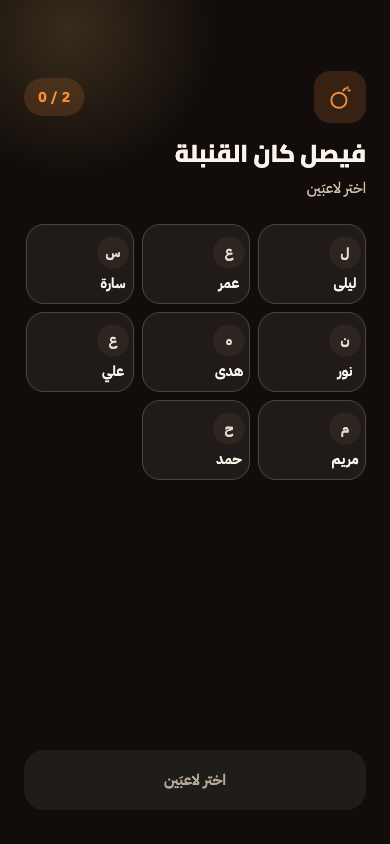 0 / 2
فيصل كان القنبلة
اختر لاعبَين
ل
ليلى
ع
عمر
س
سارة
ن
نور
ه
هدى
ع
علي
م
مريم
ح
حمد
اختر لاعبَين